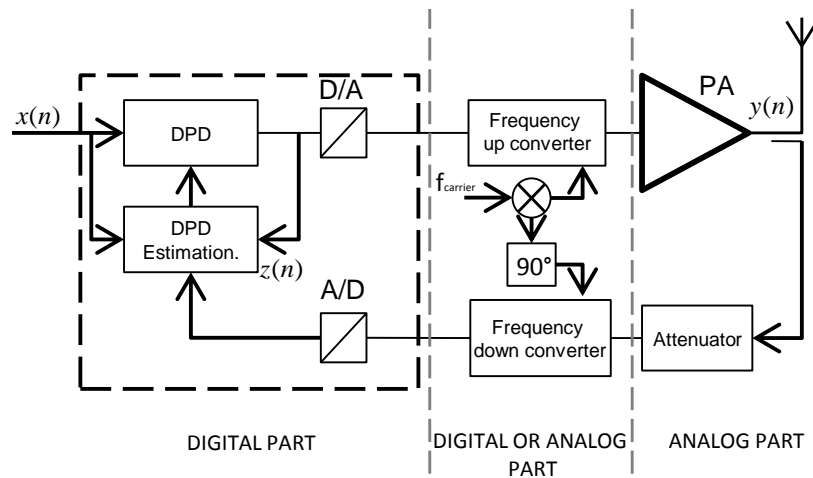 D/A
PA
x(n)
y(n)
DPD
Frequency
up converter
fcarrier
DPD
Estimation.
z(n)
90°
A/D
Frequency
down converter
Attenuator
DIGITAL PART
DIGITAL OR ANALOG
PART
ANALOG PART